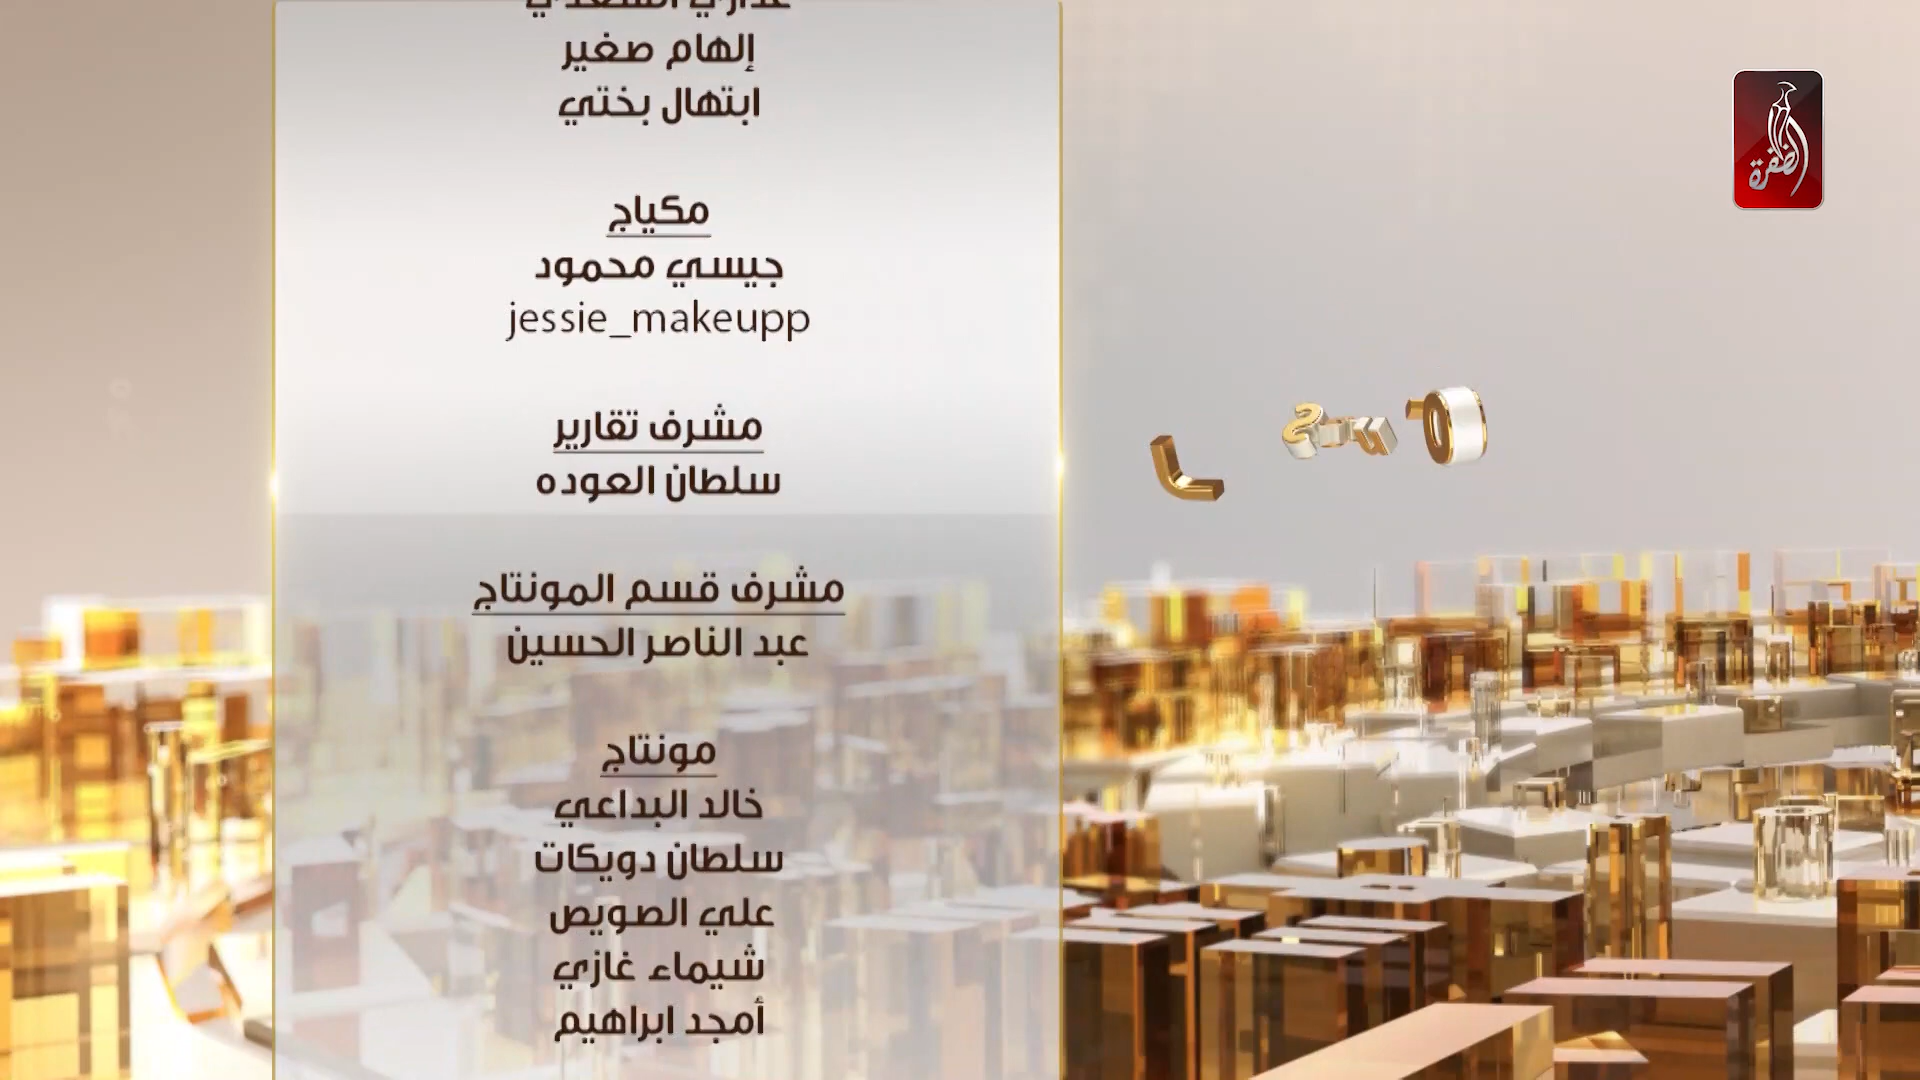 إلهام صغير
ابتهال بختي
مكياج
جيسي محمود
jessie_makeupp
مشرف تقارير
سلطان العوده
مشرف قسم المونتاج
عبد الناصر الحسين
مونتاج
خالد البداعي
سلطان دويكات
علي الصويص
شيماء غازي
أمجد ابراهيم
الظفرة